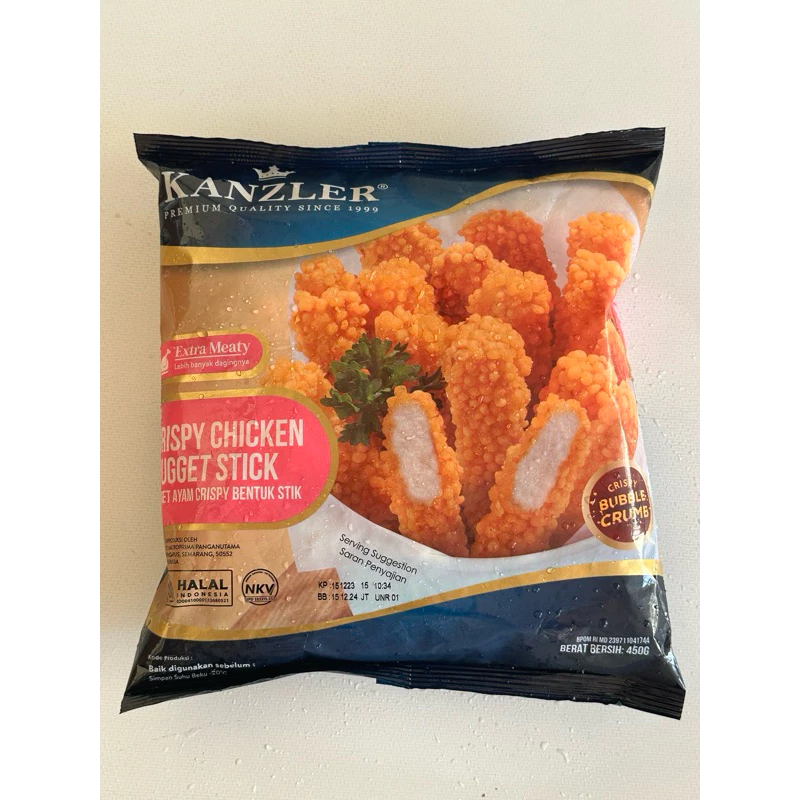 KANZLER®
PREMIUM QUALITY SINCE 1999
Extra Meaty
Lebih banyak dagingnya
RISPY CHICKEN
UGGET STICK
ET AYAM CRISPY BENTUK STIK
CRISPY
BUBBLE
CRUMB
Serving Suggestion
Saran Penyajian
PANGANUTAMA
SEMARANG, 50552
HALAL
INDONESIA
NKV
KP :151223 15 10:34
BB :15.12.24 JT UNR 01
BPOM RI MD 239711041744
BERAT BERSIH: 450G
Kode Produksi :
Baik digunakan sebelum :
Simpan Suhu Beku